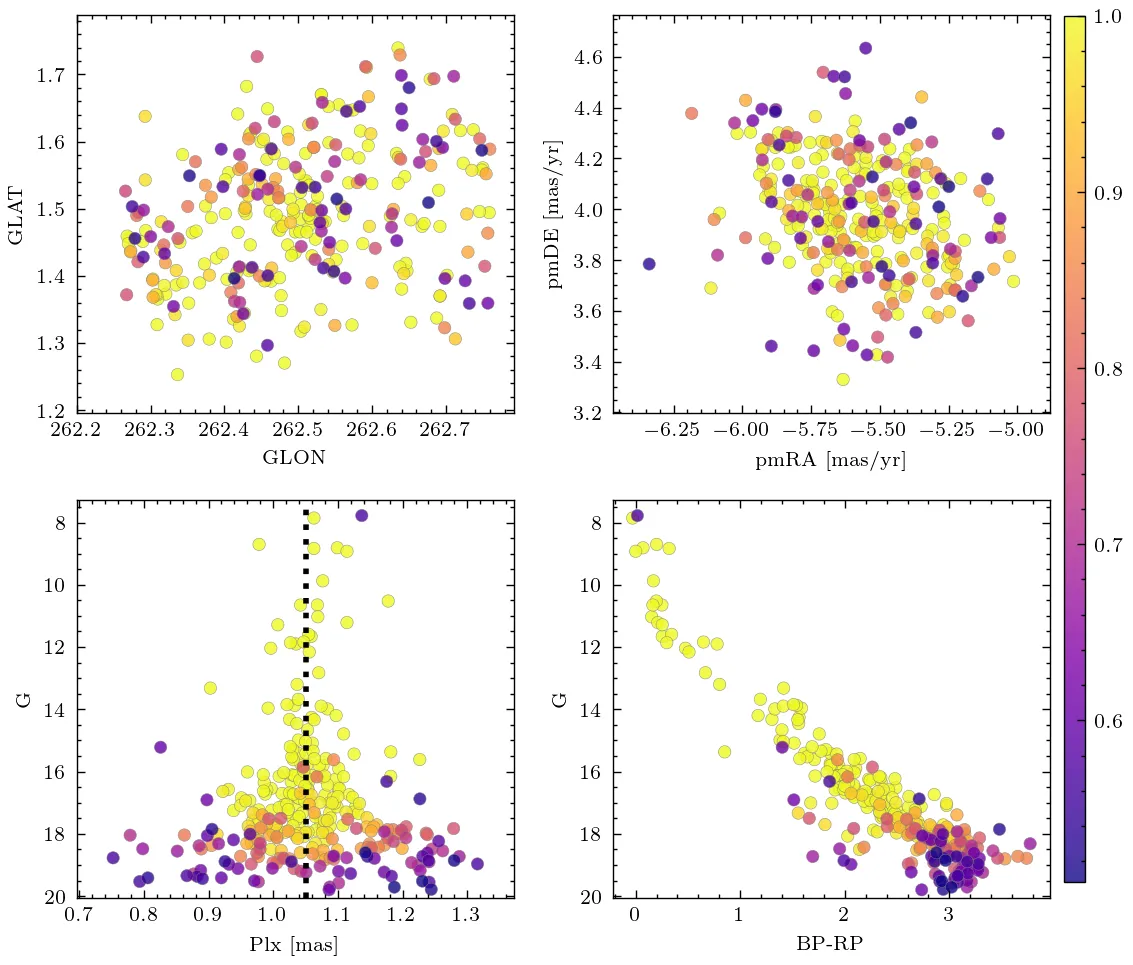 1.7
1.6
1.5
1.4
1.3
1.2
GLAT
262.2 262.3 262.4 262.5 262.6 262.7
GLON
4.6
4.4
4.2
4.0
3.8
3.6
3.4
3.2
pmDE [mas/yr]
−6.25 −6.00 −5.75 −5.50 −5.25 −5.00
pmRA [mas/yr]
1.0
0.9
0.8
0.7
0.6
8
10
12
14
16
18
20
G
0.7 0.8 0.9 1.0 1.1 1.2 1.3
Plx [mas]
8
10
12
14
16
18
20
G
0 1 2 3
BP-RP